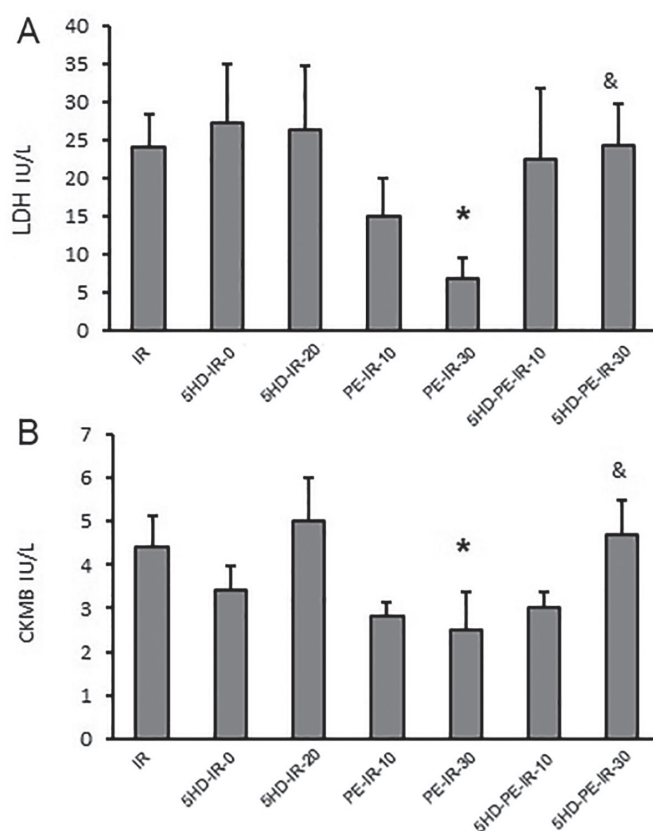 A
LDH IU/L
40
35
30
25
20
15
10
5
0
&
*
IR
5HD-IR-0
5HD-IR-20
PE-IR-10
PE-IR-30
5HD-PE-IR-10
5HD-PE-IR-30
B
CKMB IU/L
7
6
5
4
3
2
1
0
&
*
IR
5HD-IR-0
5HD-IR-20
PE-IR-10
PE-IR-30
5HD-PE-IR-10
5HD-PE-IR-30